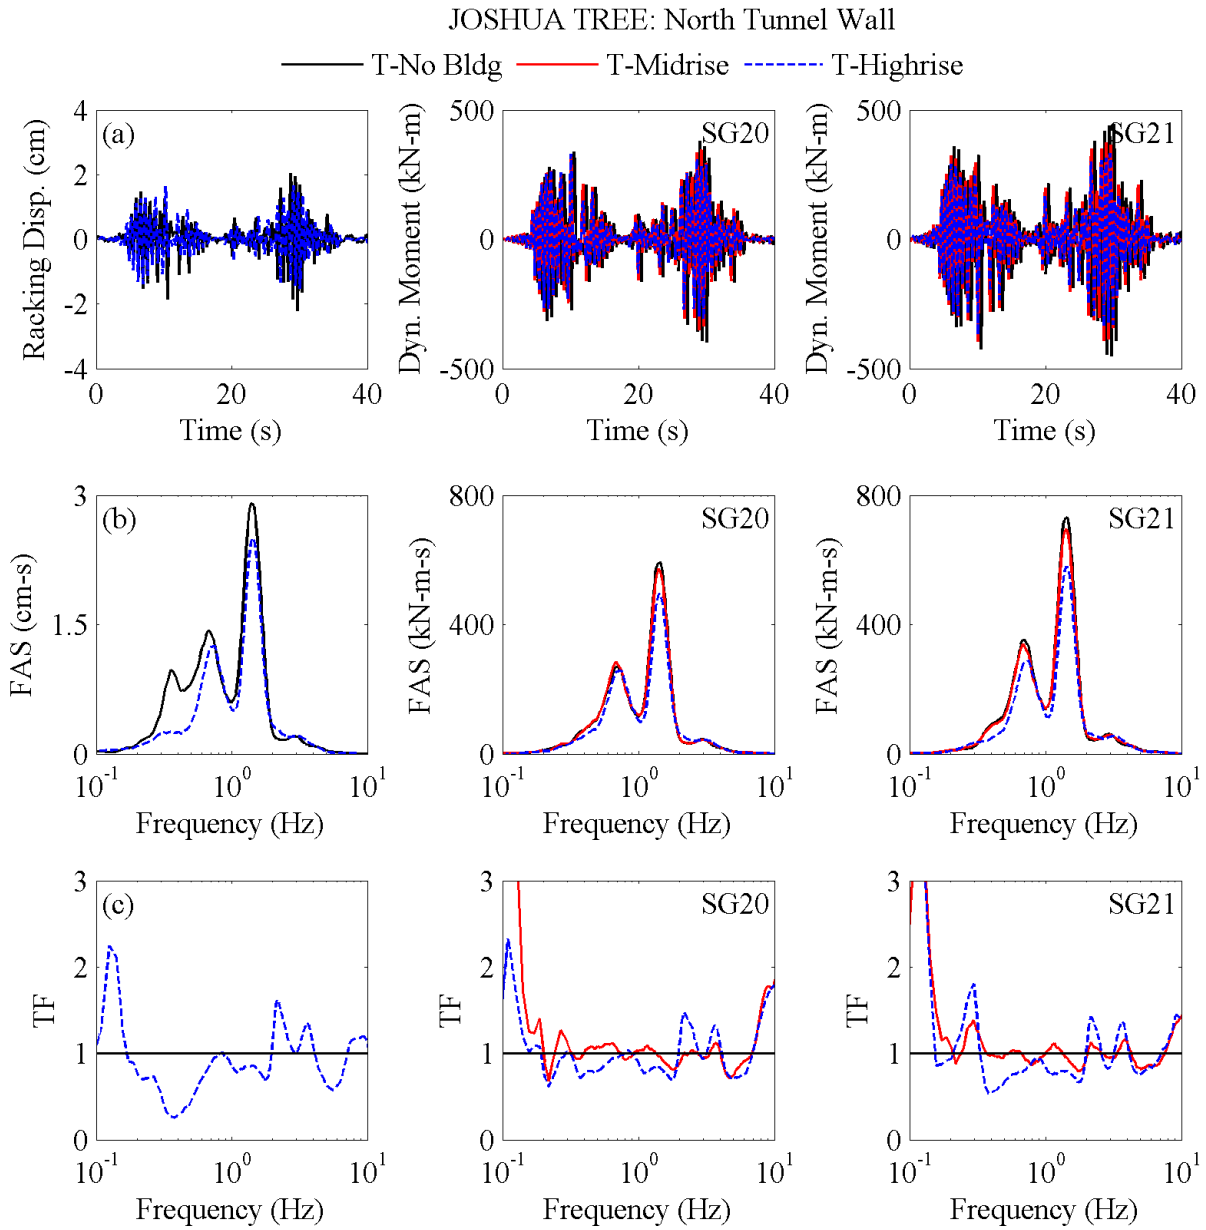 JOSHUA TREE: North Tunnel Wall
T-No Bldg T-Midrise T-Highrise
(a)
Racking Disp. (cm)
4
2
0
-2
-4
0 20 40
Time (s)
SG20
Dyn. Moment (kN-m)
500
0
-500
0 20 40
Time (s)
SG21
Dyn. Moment (kN-m)
500
0
-500
0 20 40
Time (s)
(b)
FAS (cm-s)
3
1.5
0
10^-1 10^0 10^1
Frequency (Hz)
SG20
FAS (kN-m-s)
800
400
0
10^-1 10^0 10^1
Frequency (Hz)
SG21
FAS (kN-m-s)
800
400
0
10^-1 10^0 10^1
Frequency (Hz)
(c)
TF
3
2
1
0
10^-1 10^0 10^1
Frequency (Hz)
SG20
TF
3
2
1
0
10^-1 10^0 10^1
Frequency (Hz)
SG21
TF
3
2
1
0
10^-1 10^0 10^1
Frequency (Hz)